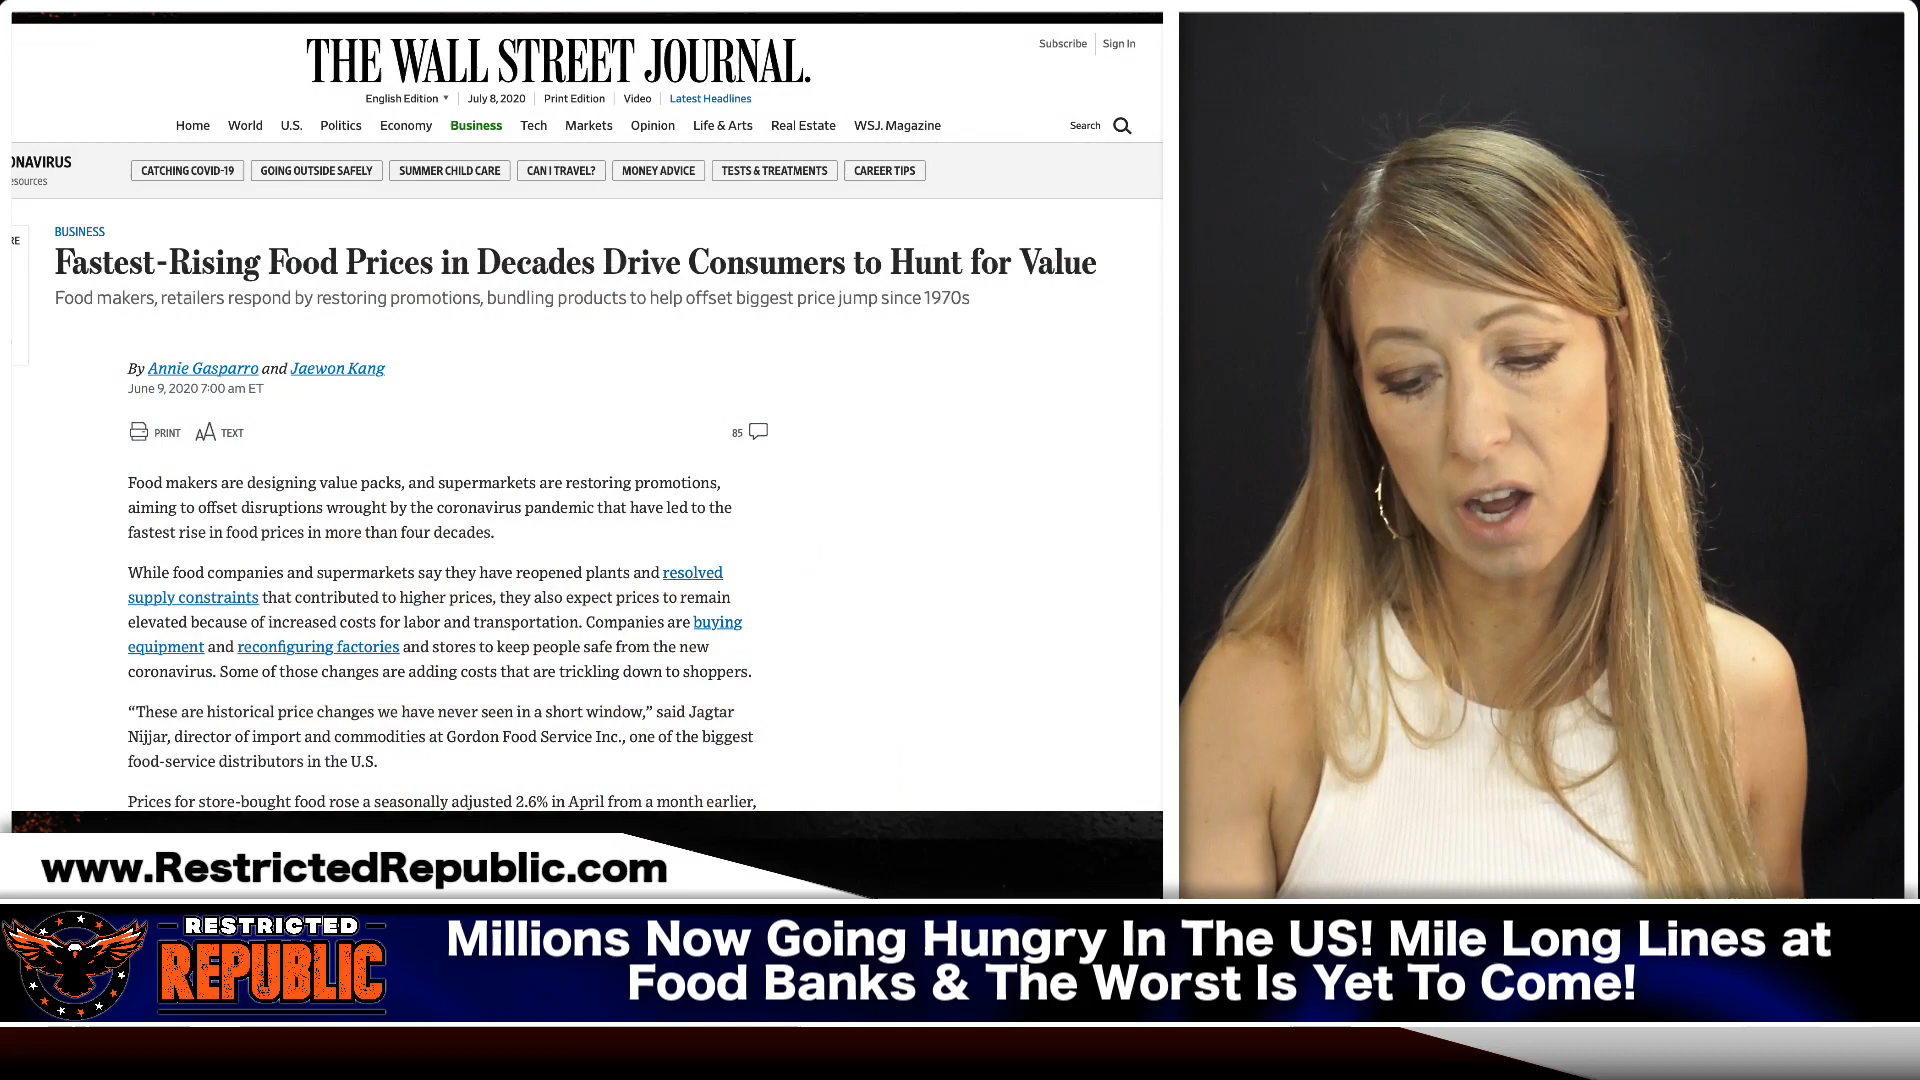 THE WALL STREET JOURNAL.
Subscribe Sign In
English Edition July 8, 2020 Print Edition Video Latest Headlines
Home World U.S. Politics Economy Business Tech Markets Opinion Life & Arts Real Estate WSJ. Magazine Search
ONAVIRUS
esources
CATCHING COVID-19 GOING OUTSIDE SAFELY SUMMER CHILD CARE CAN I TRAVEL? MONEY ADVICE TESTS & TREATMENTS CAREER TIPS
RE
BUSINESS
Fastest-Rising Food Prices in Decades Drive Consumers to Hunt for Value
Food makers, retailers respond by restoring promotions, bundling products to help offset biggest price jump since 1970s
By Annie Gasparro and Jaewon Kang
June 9, 2020 7:00 am ET
PRINT AA TEXT 85
Food makers are designing value packs, and supermarkets are restoring promotions,
aiming to offset disruptions wrought by the coronavirus pandemic that have led to the
fastest rise in food prices in more than four decades.
While food companies and supermarkets say they have reopened plants and resolved
supply constraints that contributed to higher prices, they also expect prices to remain
elevated because of increased costs for labor and transportation. Companies are buying
equipment and reconfiguring factories and stores to keep people safe from the new
coronavirus. Some of those changes are adding costs that are trickling down to shoppers.
“These are historical price changes we have never seen in a short window,” said Jagtar
Nijjar, director of import and commodities at Gordon Food Service Inc., one of the biggest
food-service distributors in the U.S.
Prices for store-bought food rose a seasonally adjusted 2.6% in April from a month earlier,
www.RestrictedRepublic.com
RESTRICTED
REPUBLIC
Millions Now Going Hungry In The US! Mile Long Lines at
Food Banks & The Worst Is Yet To Come!